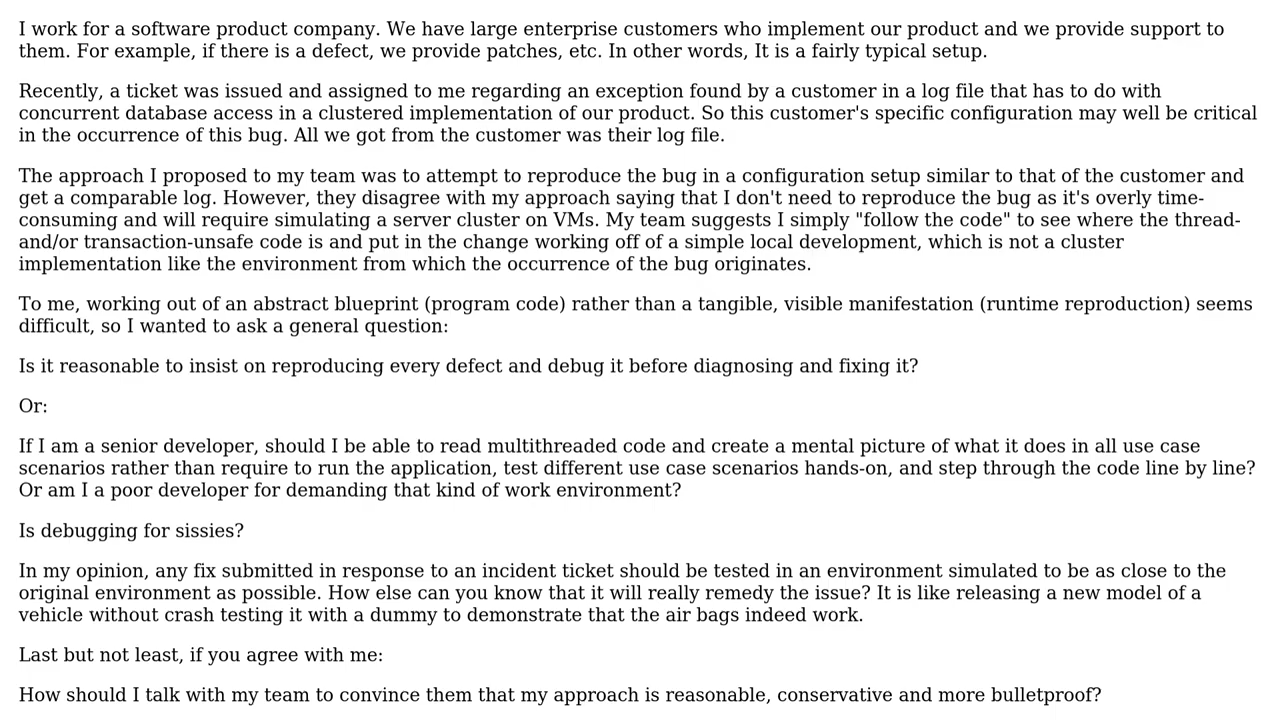 I work for a software product company. We have large enterprise customers who implement our product and we provide support to
them. For example, if there is a defect, we provide patches, etc. In other words, It is a fairly typical setup.
Recently, a ticket was issued and assigned to me regarding an exception found by a customer in a log file that has to do with
concurrent database access in a clustered implementation of our product. So this customer's specific configuration may well be critical
in the occurrence of this bug. All we got from the customer was their log file.
The approach I proposed to my team was to attempt to reproduce the bug in a configuration setup similar to that of the customer and
get a comparable log. However, they disagree with my approach saying that I don't need to reproduce the bug as it's overly time-
consuming and will require simulating a server cluster on VMs. My team suggests I simply "follow the code" to see where the thread-
and/or transaction-unsafe code is and put in the change working off of a simple local development, which is not a cluster
implementation like the environment from which the occurrence of the bug originates.
To me, working out of an abstract blueprint (program code) rather than a tangible, visible manifestation (runtime reproduction) seems
difficult, so I wanted to ask a general question:
Is it reasonable to insist on reproducing every defect and debug it before diagnosing and fixing it?
Or:
If I am a senior developer, should I be able to read multithreaded code and create a mental picture of what it does in all use case
scenarios rather than require to run the application, test different use case scenarios hands-on, and step through the code line by line?
Or am I a poor developer for demanding that kind of work environment?
Is debugging for sissies?
In my opinion, any fix submitted in response to an incident ticket should be tested in an environment simulated to be as close to the
original environment as possible. How else can you know that it will really remedy the issue? It is like releasing a new model of a
vehicle without crash testing it with a dummy to demonstrate that the air bags indeed work.
Last but not least, if you agree with me:
How should I talk with my team to convince them that my approach is reasonable, conservative and more bulletproof?